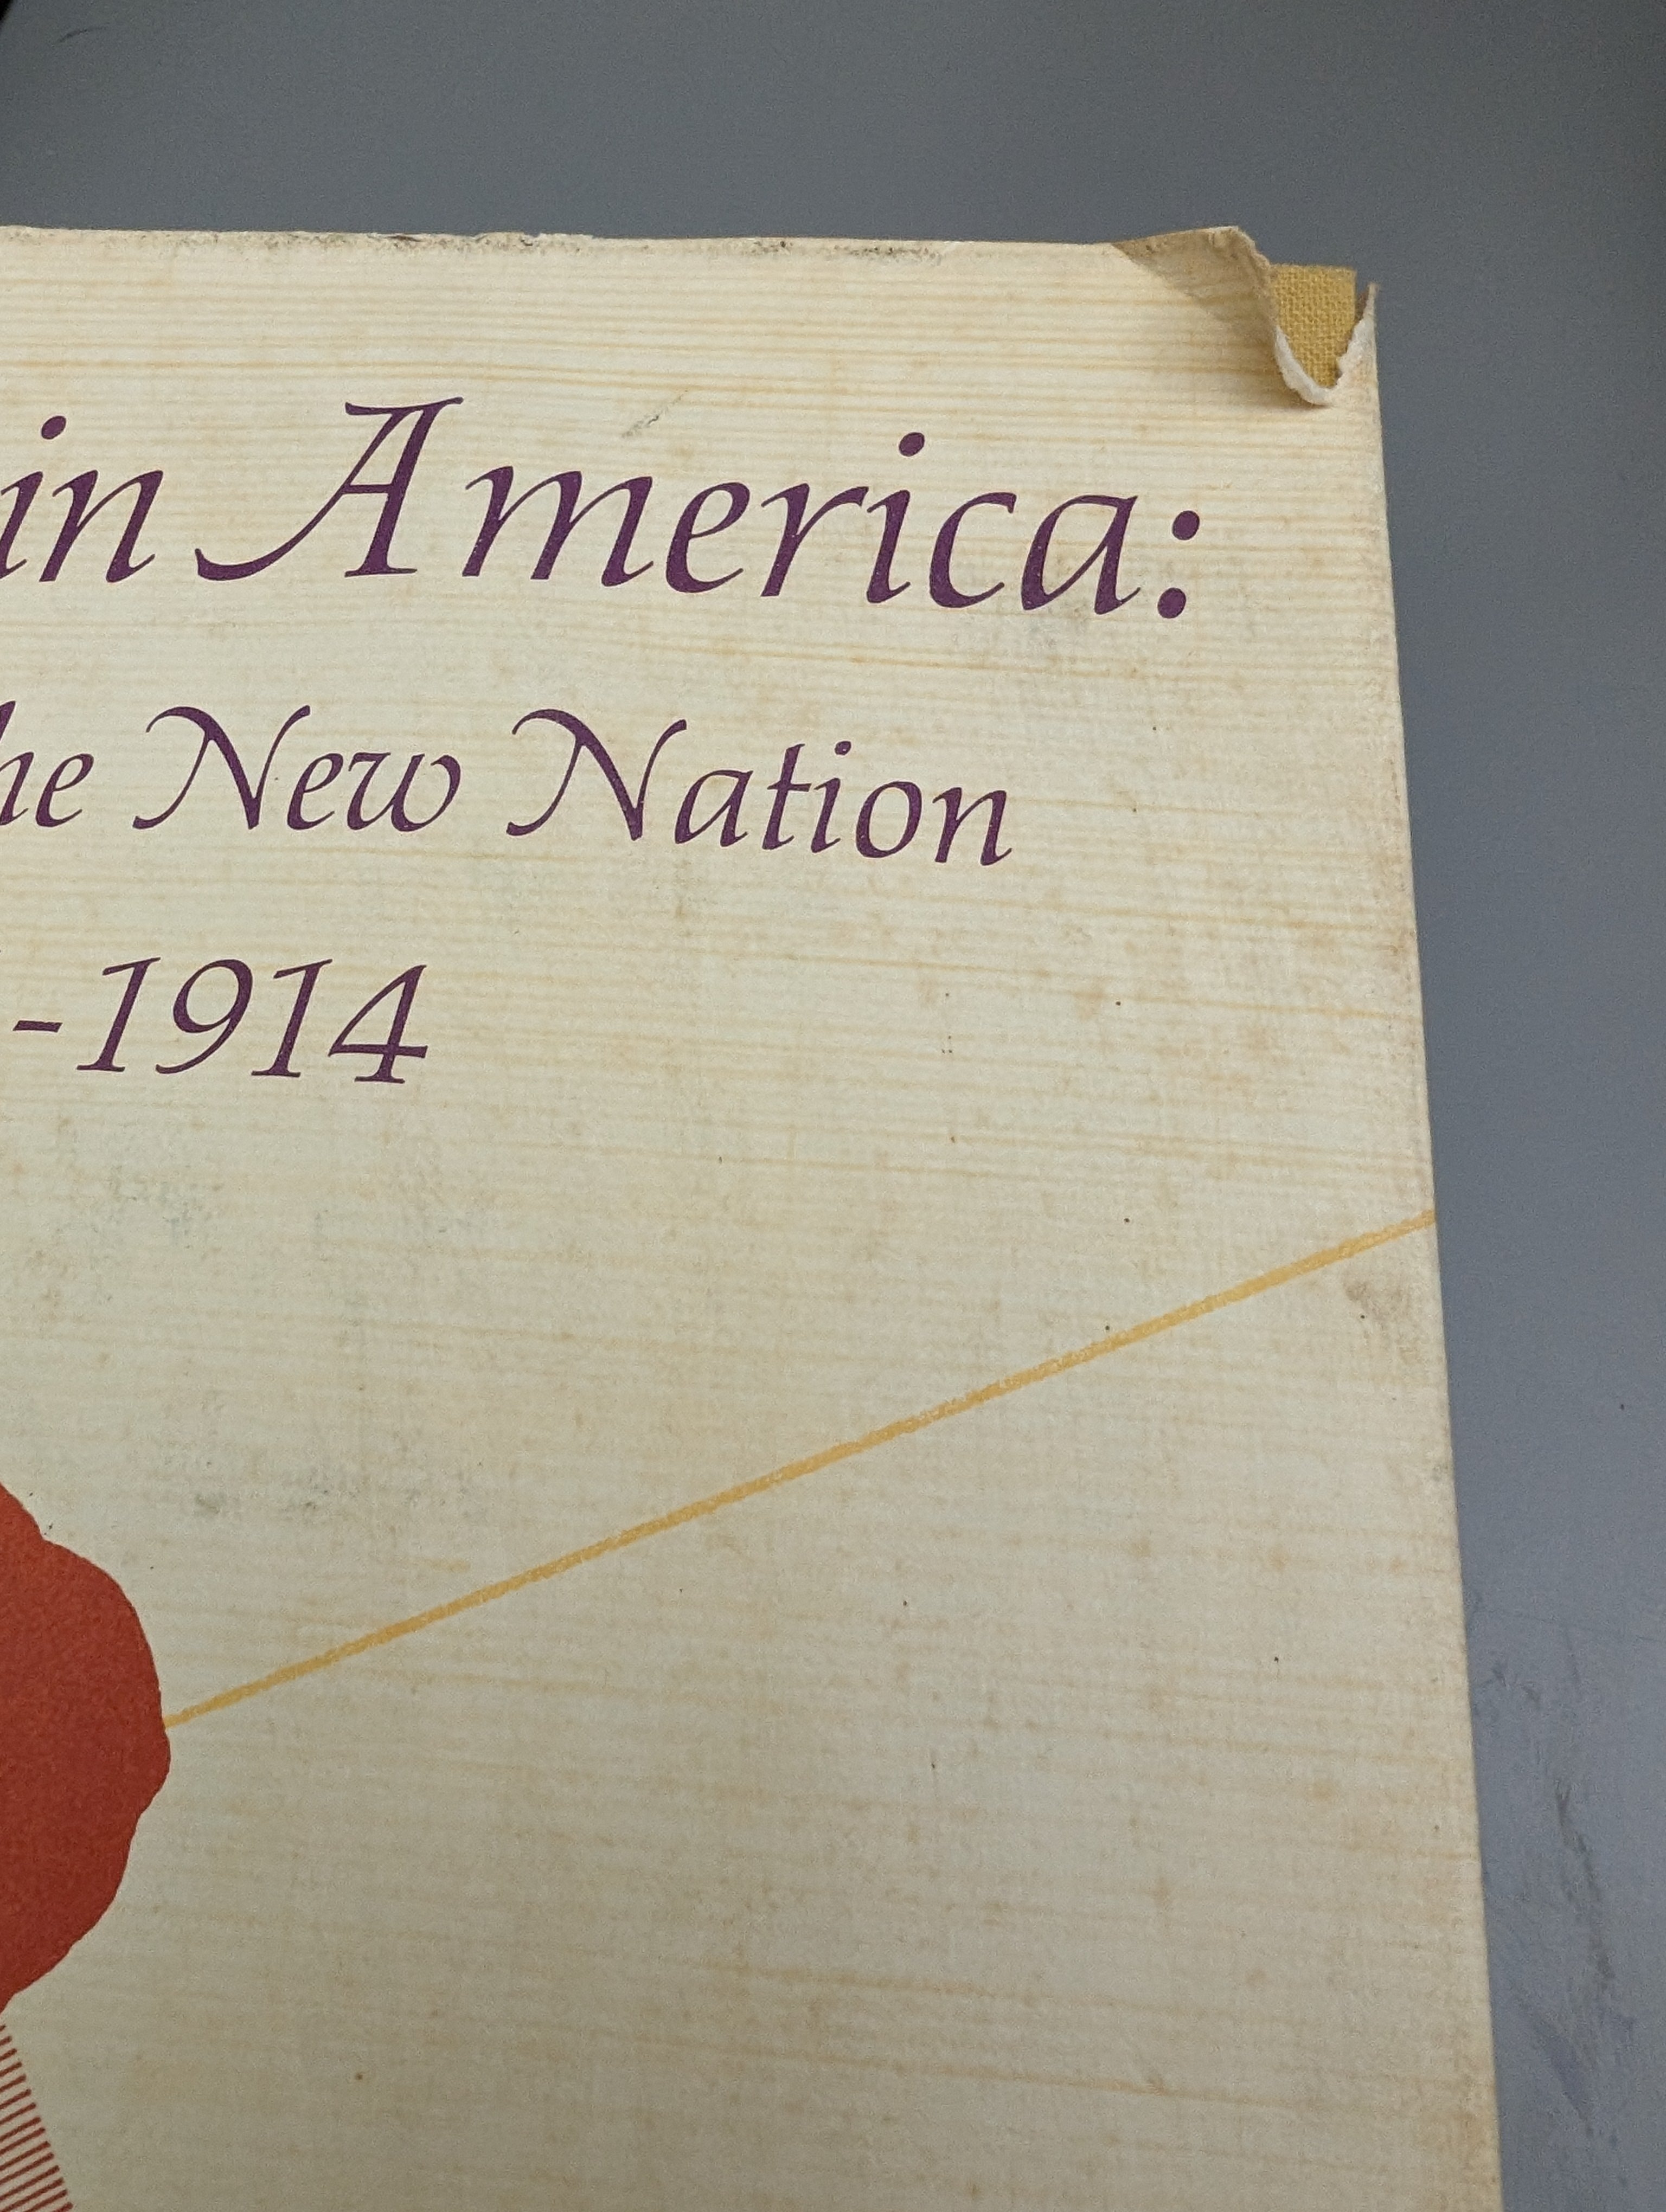 in America:
he New Nation
-1914